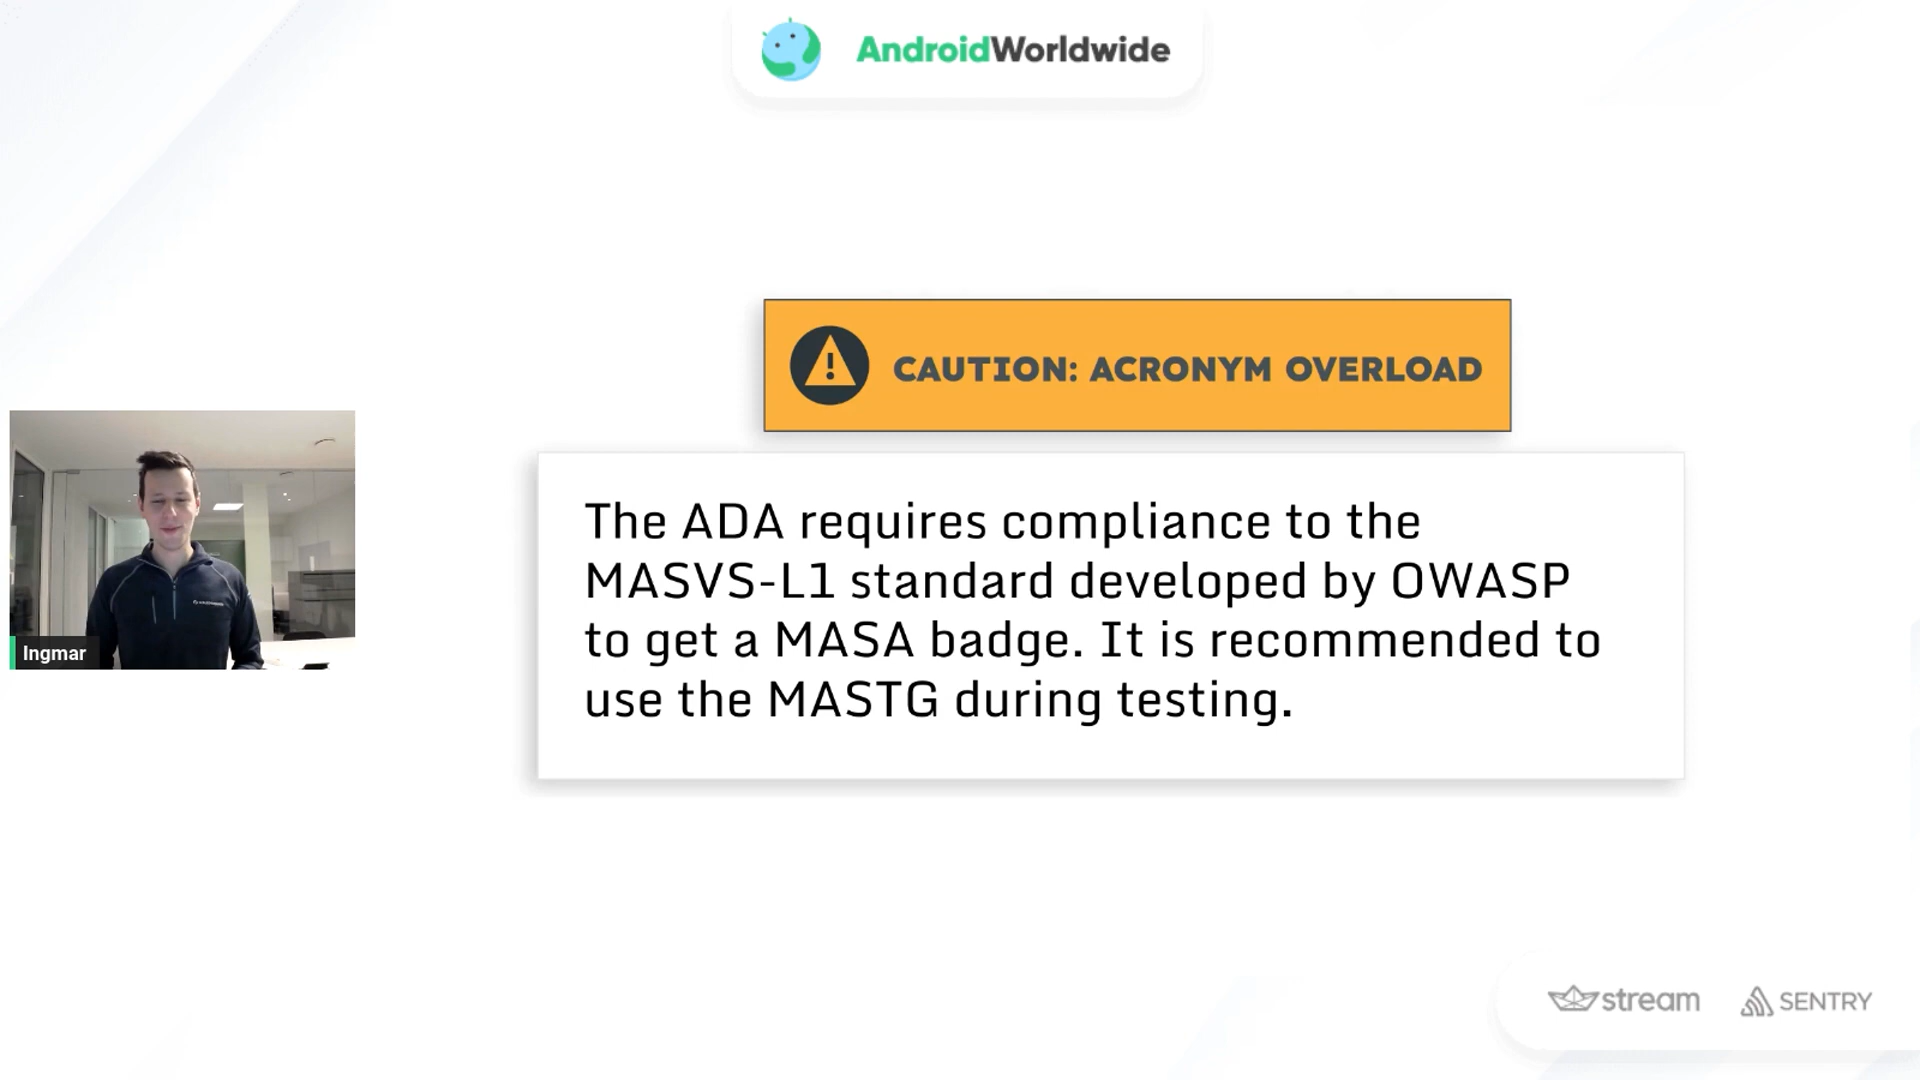 AndroidWorldwide
CAUTION: ACRONYM OVERLOAD
The ADA requires compliance to the
MASVS-L1 standard developed by OWASP
to get a MASA badge. It is recommended to
use the MASTG during testing.
Ingmar
stream
SENTRY